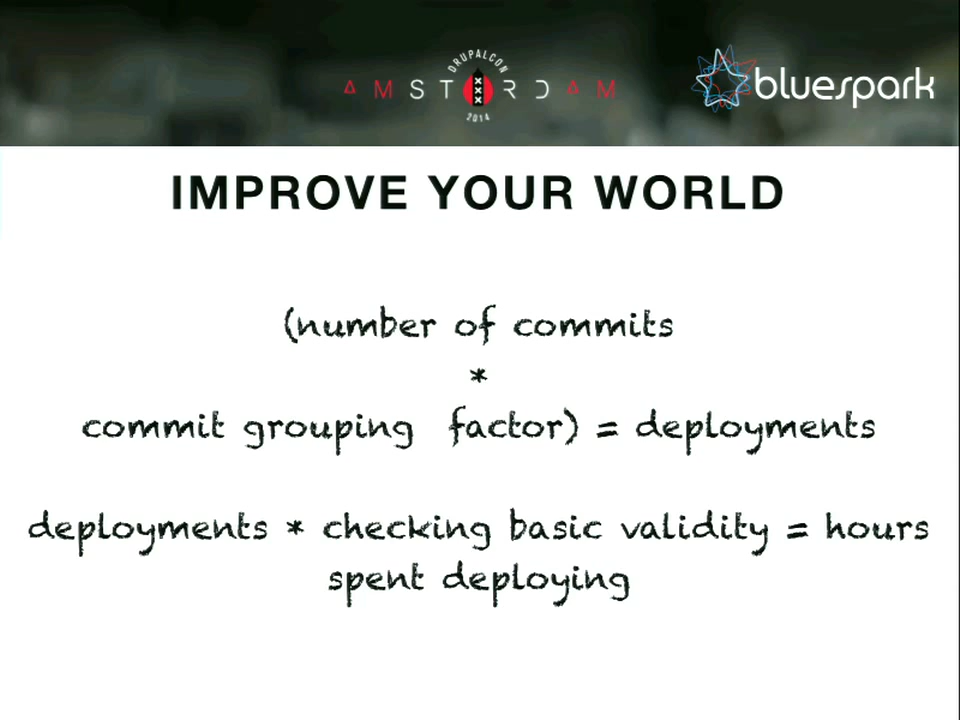 DRUPALCON
AMSTERDAM
2014
bluespark
IMPROVE YOUR WORLD
(number of commits
*
commit grouping factor) = deployments
deployments * checking basic validity = hours
spent deploying